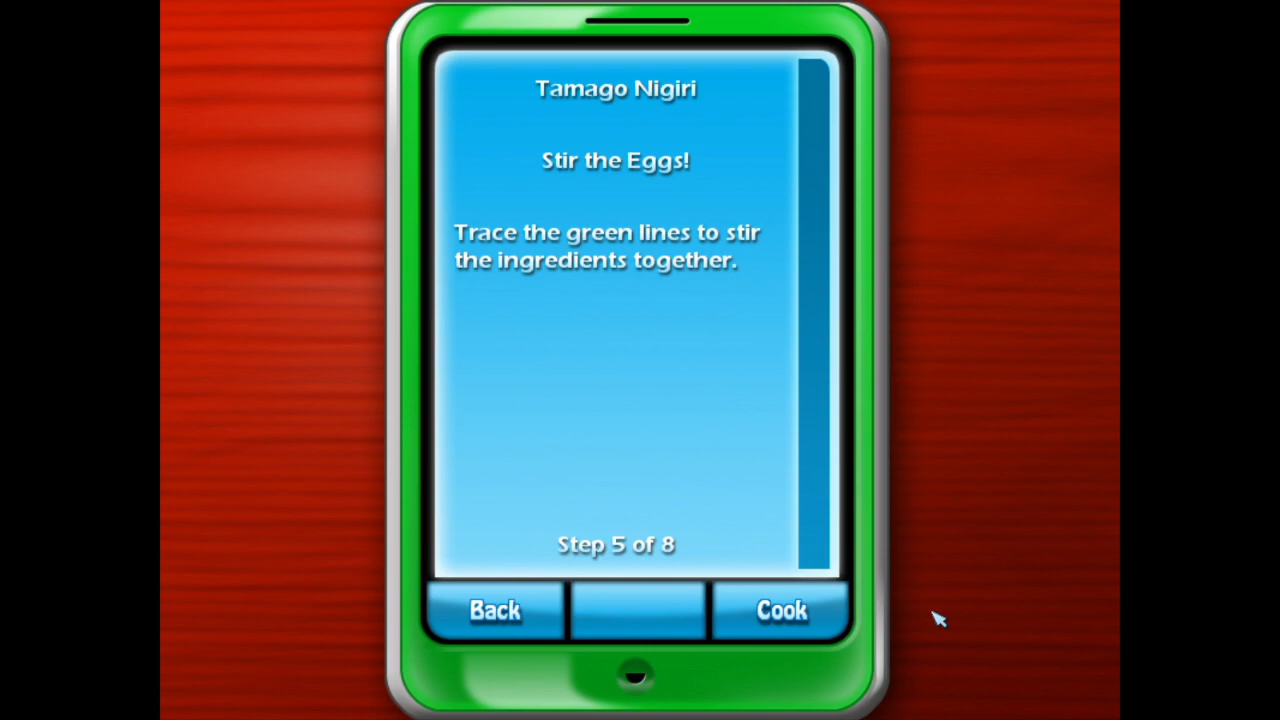 Tamago Nigiri
Stir the Eggs!
Trace the green lines to stir
the ingredients together.
Step 5 of 8
Back
Cook